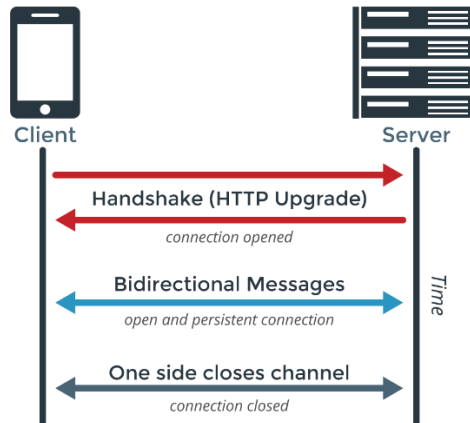 Client
Server
Handshake (HTTP Upgrade)
connection opened
Bidirectional Messages
open and persistent connection
Time
One side closes channel
connection closed